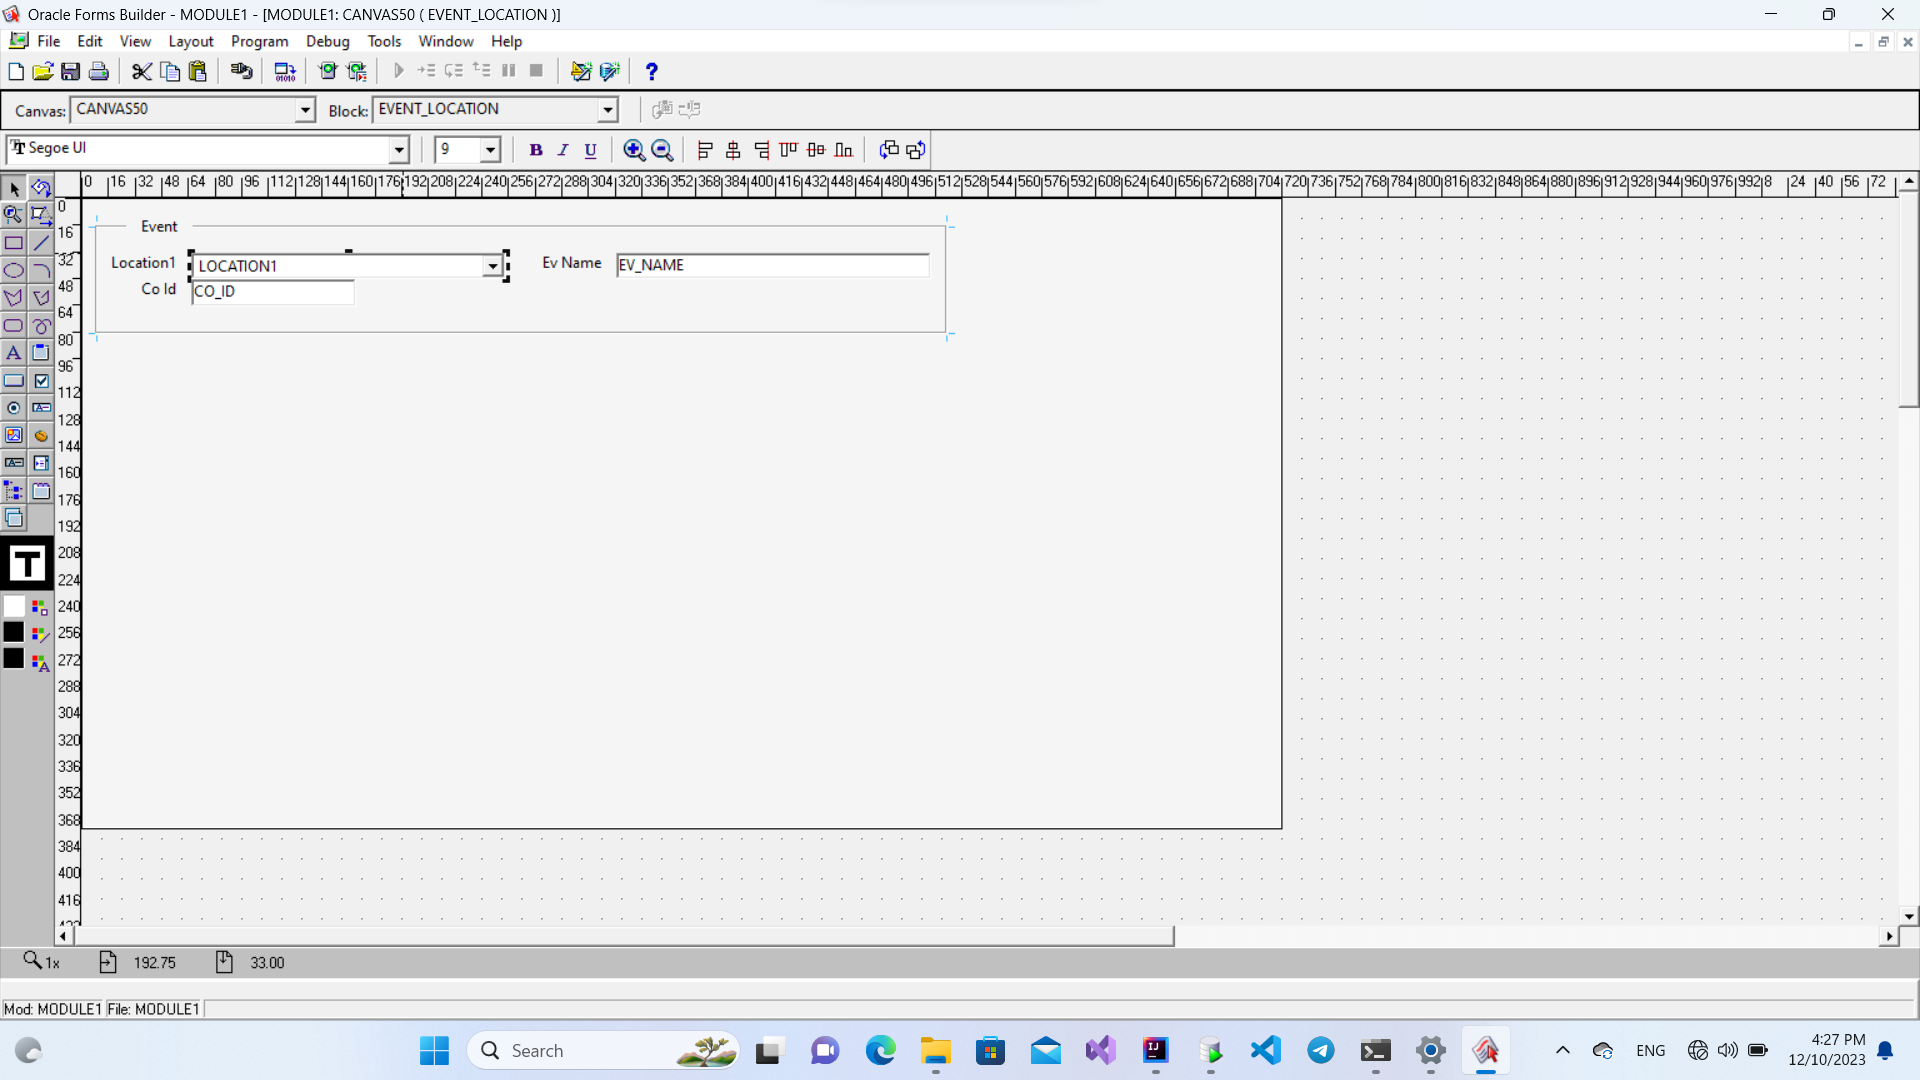 Oracle Forms Builder - MODULE1 - [MODULE1: CANVAS50 ( EVENT_LOCATION )]
File Edit View Layout Program Debug Tools Window Help
Canvas: CANVAS50 Block: EVENT_LOCATION
Segoe UI 9 B I U
0 16 32 48 64 80 96 112 128 144 160 176 192 208 224 240 256 272 288 304 320 336 352 368 384 400 416 432 448 464 480 496 512 528 544 560 576 592 608 624 640 656 672 688 704 720 736 752 768 784 800 816 832 848 864 880 896 912 928 944 960 976 992 8 24 40 56 72
0
16
32
48
64
80
96
112
128
144
160
176
192
208
224
240
256
272
288
304
320
336
352
368
384
400
416
Event
Location1 LOCATION1 Ev Name EV_NAME
Co Id CO_ID
T
1x 192.75 33.00
Mod: MODULE1 File: MODULE1
Search
ENG
4:27 PM
12/10/2023